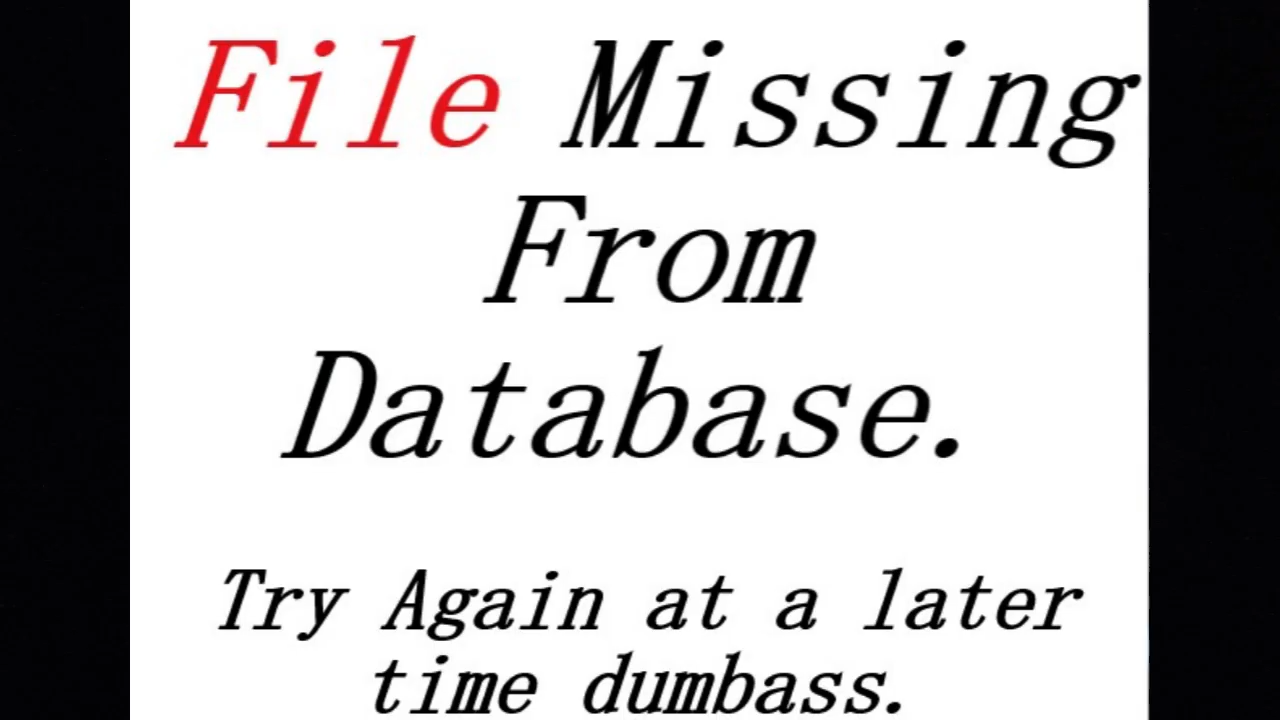 File Missing
From
Database.
Try Again at a later
time dumbass.